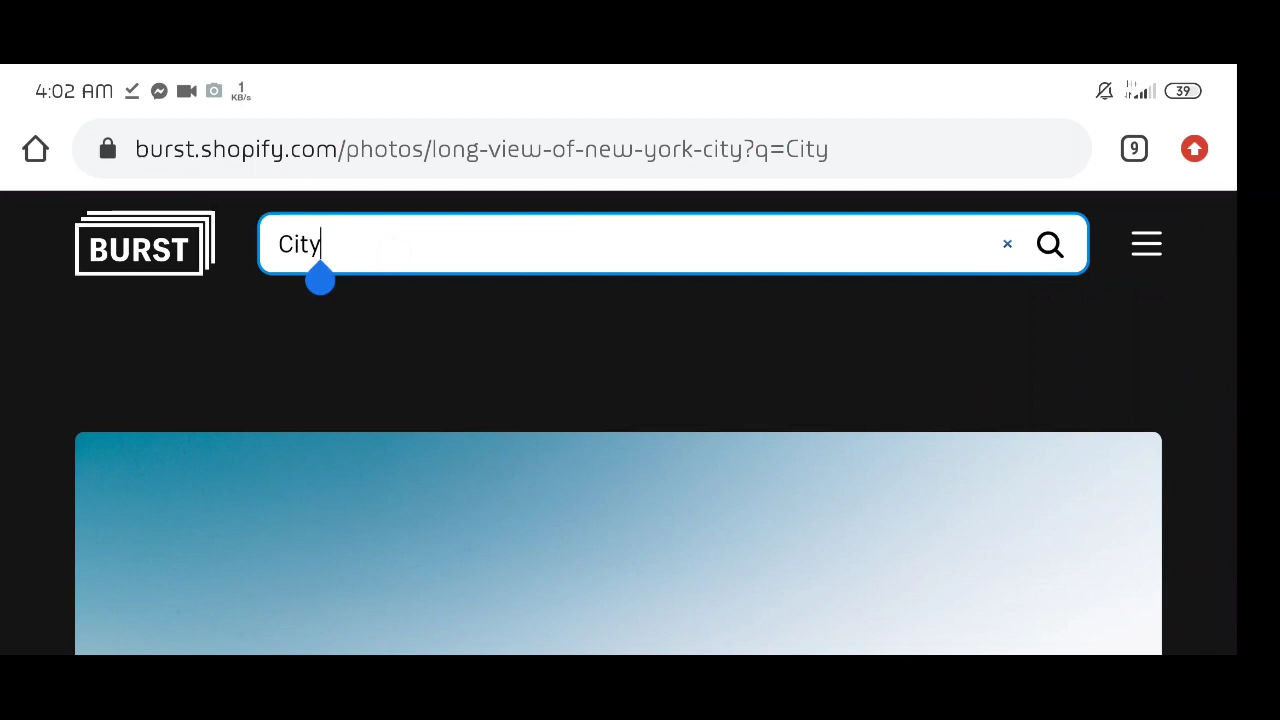 4:02 AM 1 KB/s 39
burst.shopify.com/photos/long-view-of-new-york-city?q=City 9
BURST City ×